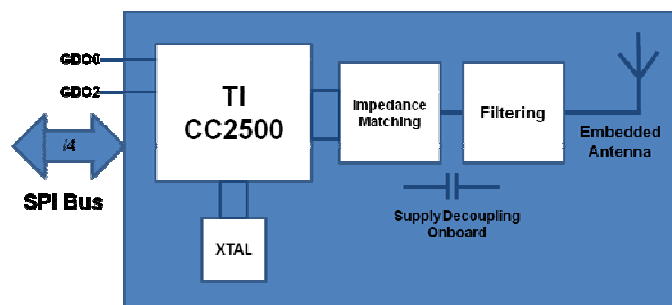 GDO0
GDO2
TI
CC2500
Impedance
Matching
Filtering
Embedded
Antenna
/4
SPI Bus
XTAL
Supply Decoupling
Onboard